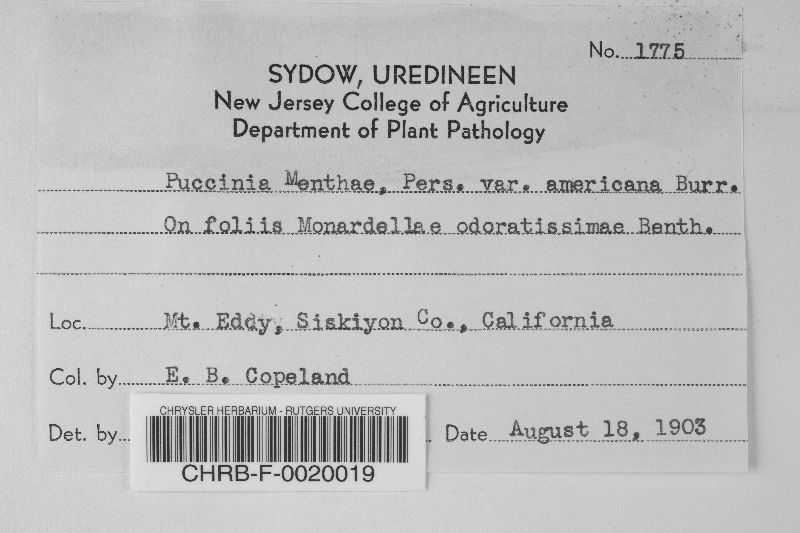 No. 1775
SYDOW, UREDINEEN
New Jersey College of Agriculture
Department of Plant Pathology
Puccinia Menthae, Pers. var. americana Burr.
On foliis Monardellae odoratissimae Benth.
Loc. Mt. Eddy, Siskiyon Co., California
Col. by E. B. Copeland
Det. by
Date August 18, 1903
CHRYSLER HERBARIUM - RUTGERS UNIVERSITY
CHRB-F-0020019